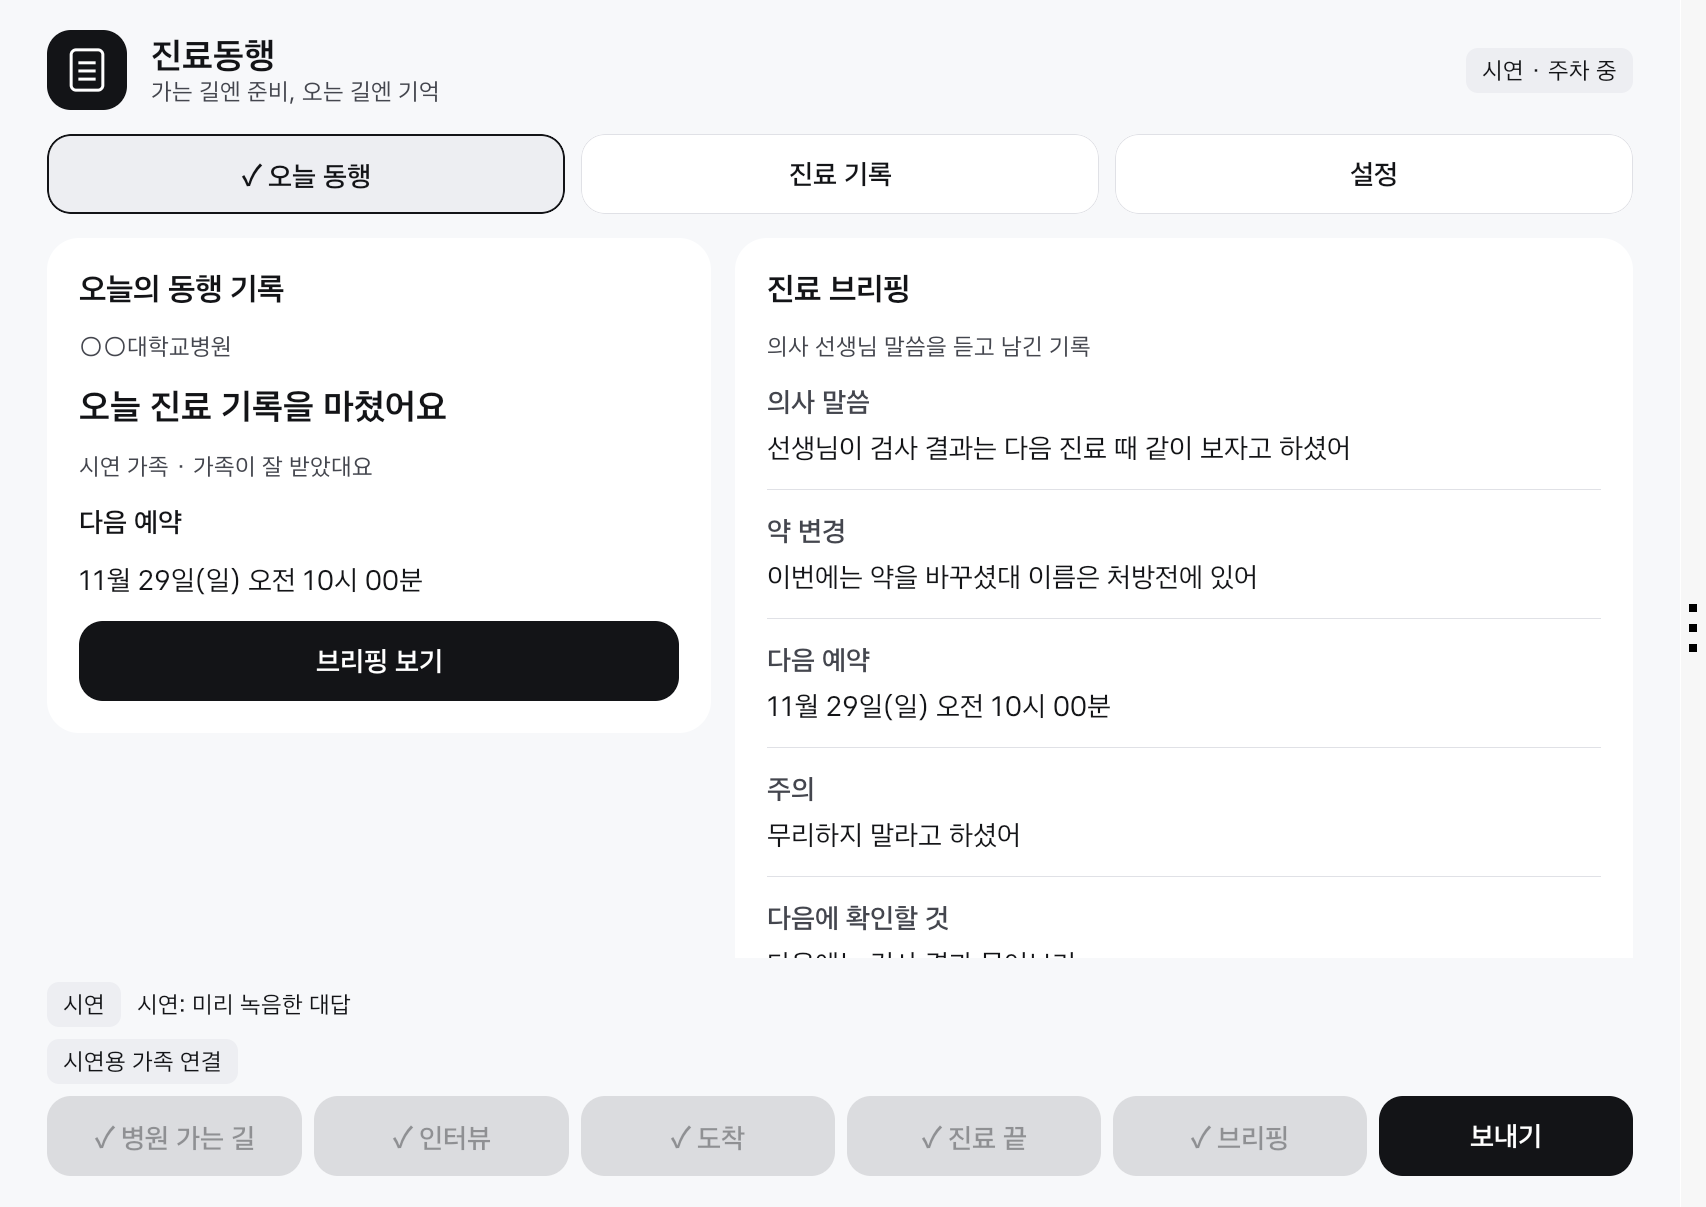 진료동행
가는 길엔 준비, 오는 길엔 기억
시연 · 주차 중
✓ 오늘 동행
진료 기록
설정
오늘의 동행 기록
〇〇대학교병원
오늘 진료 기록을 마쳤어요
시연 가족 · 가족이 잘 받았대요
다음 예약
11월 29일(일) 오전 10시 00분
브리핑 보기
진료 브리핑
의사 선생님 말씀을 듣고 남긴 기록
의사 말씀
선생님이 검사 결과는 다음 진료 때 같이 보자고 하셨어
약 변경
이번에는 약을 바꾸셨대 이름은 처방전에 있어
다음 예약
11월 29일(일) 오전 10시 00분
주의
무리하지 말라고 하셨어
다음에 확인할 것
시연
시연: 미리 녹음한 대답
시연용 가족 연결
✓ 병원 가는 길
✓ 인터뷰
✓ 도착
✓ 진료 끝
✓ 브리핑
보내기